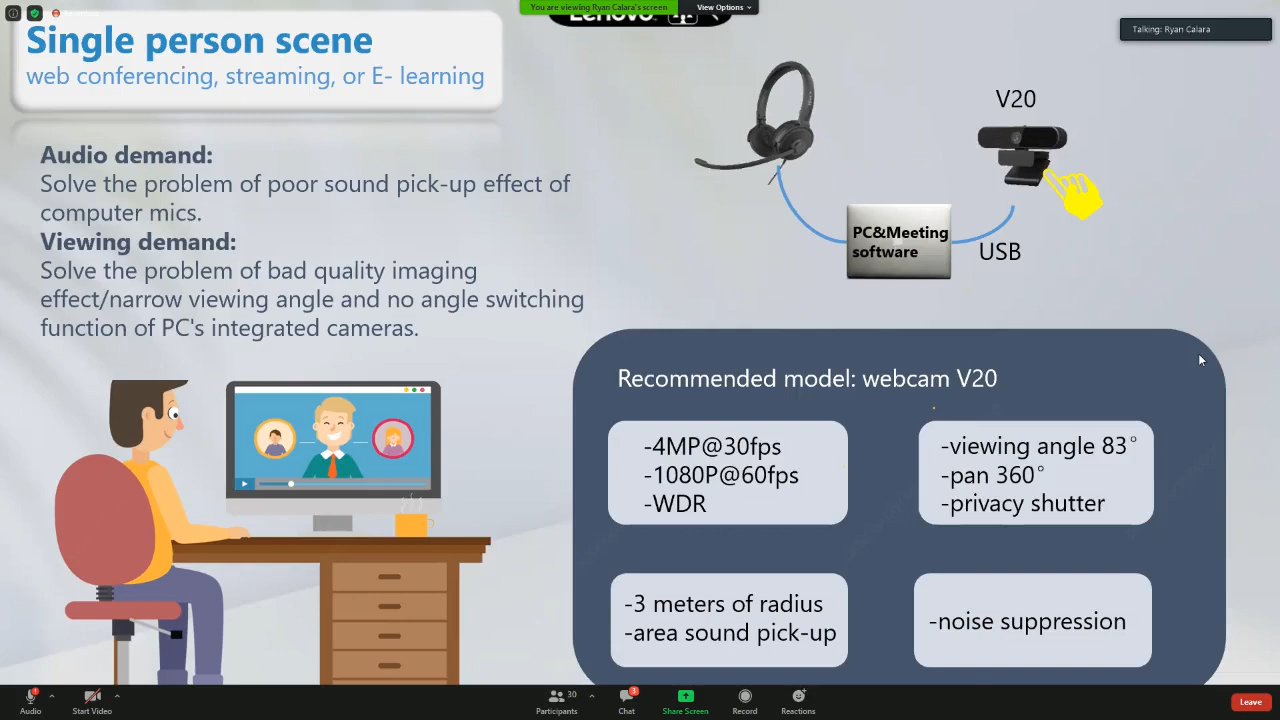 You are viewing Ryan Calara's screen
View Options
Lenovo
Talking: Ryan Calara
Single person scene
web conferencing, streaming, or E- learning
Audio demand:
Solve the problem of poor sound pick-up effect of
computer mics.
Viewing demand:
Solve the problem of bad quality imaging
effect/narrow viewing angle and no angle switching
function of PC's integrated cameras.
V20
PC&Meeting
software
USB
Recommended model: webcam V20
-4MP@30fps
-1080P@60fps
-WDR
-viewing angle 83°
-pan 360°
-privacy shutter
-3 meters of radius
-area sound pick-up
-noise suppression
Audio
Start Video
30
Participants
3
Chat
Share Screen
Record
Reactions
Leave